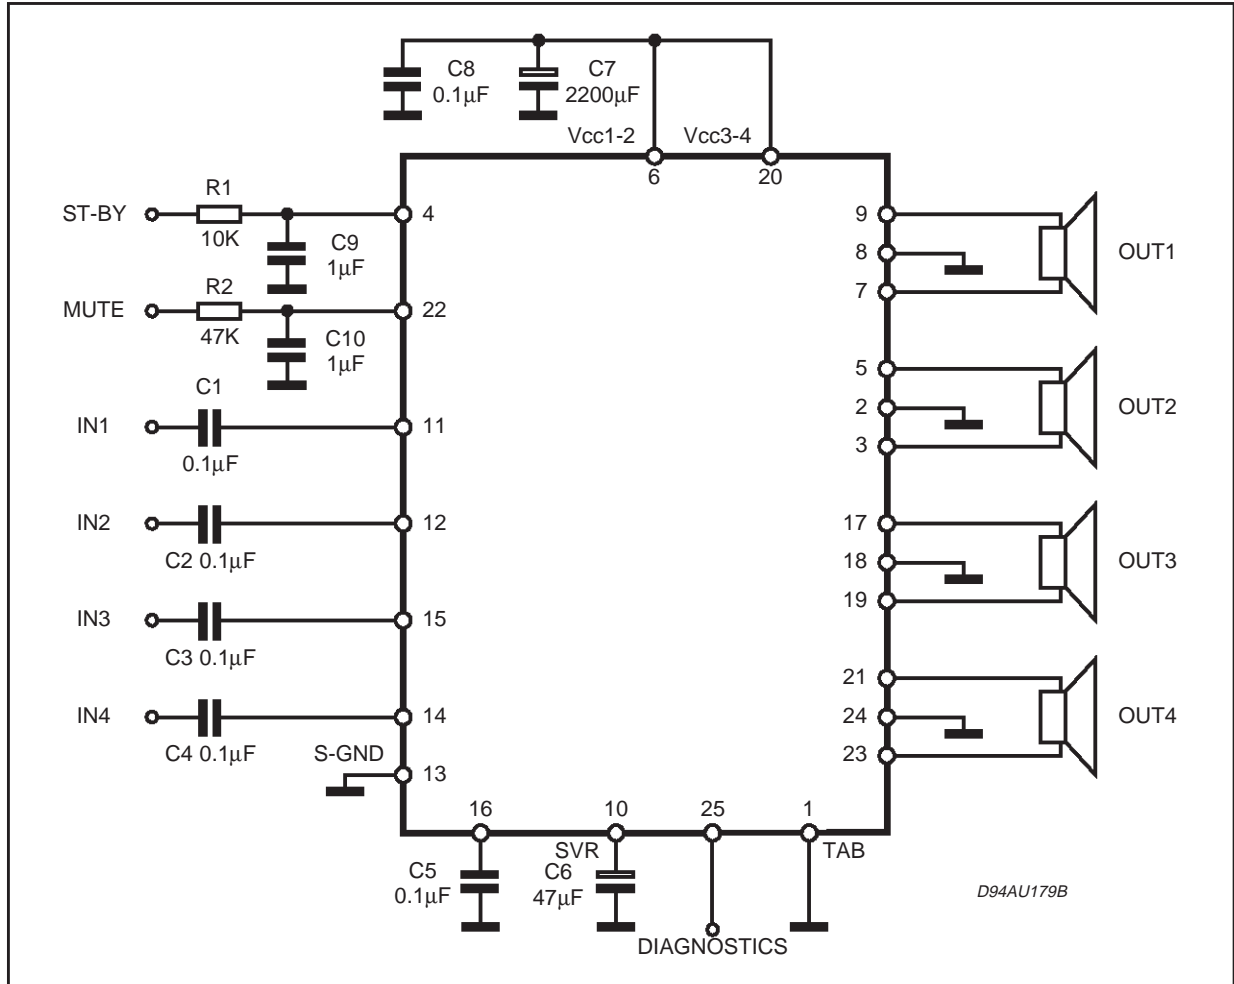 C8
0.1µF
C7
2200µF
Vcc1-2
Vcc3-4
6
20
ST-BY
R1
10K
4
C9
1µF
MUTE
R2
47K
22
C10
1µF
IN1
C1
0.1µF
11
IN2
C2 0.1µF
12
IN3
C3 0.1µF
15
IN4
C4 0.1µF
14
S-GND
13
9
8
7
OUT1
5
2
3
OUT2
17
18
19
OUT3
21
24
23
OUT4
16
10
25
1
SVR
TAB
C5
0.1µF
C6
47µF
DIAGNOSTICS
D94AU179B